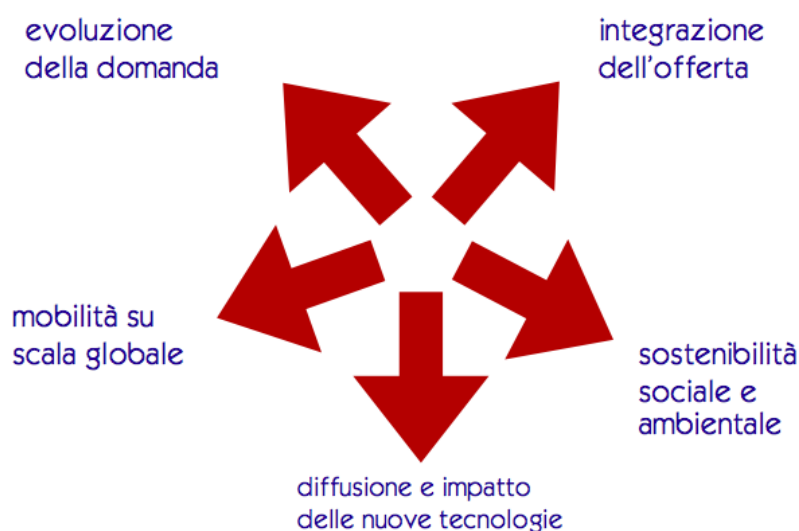 evoluzione
della domanda
integrazione
dell'offerta
mobilità su
scala globale
sostenibilità
sociale e
ambientale
diffusione e impatto
delle nuove tecnologie